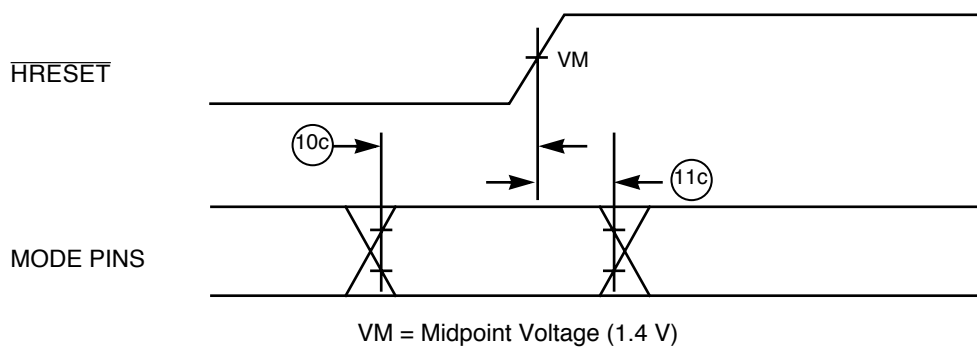 HRESET
VM
10c
11c
MODE PINS
VM = Midpoint Voltage (1.4 V)